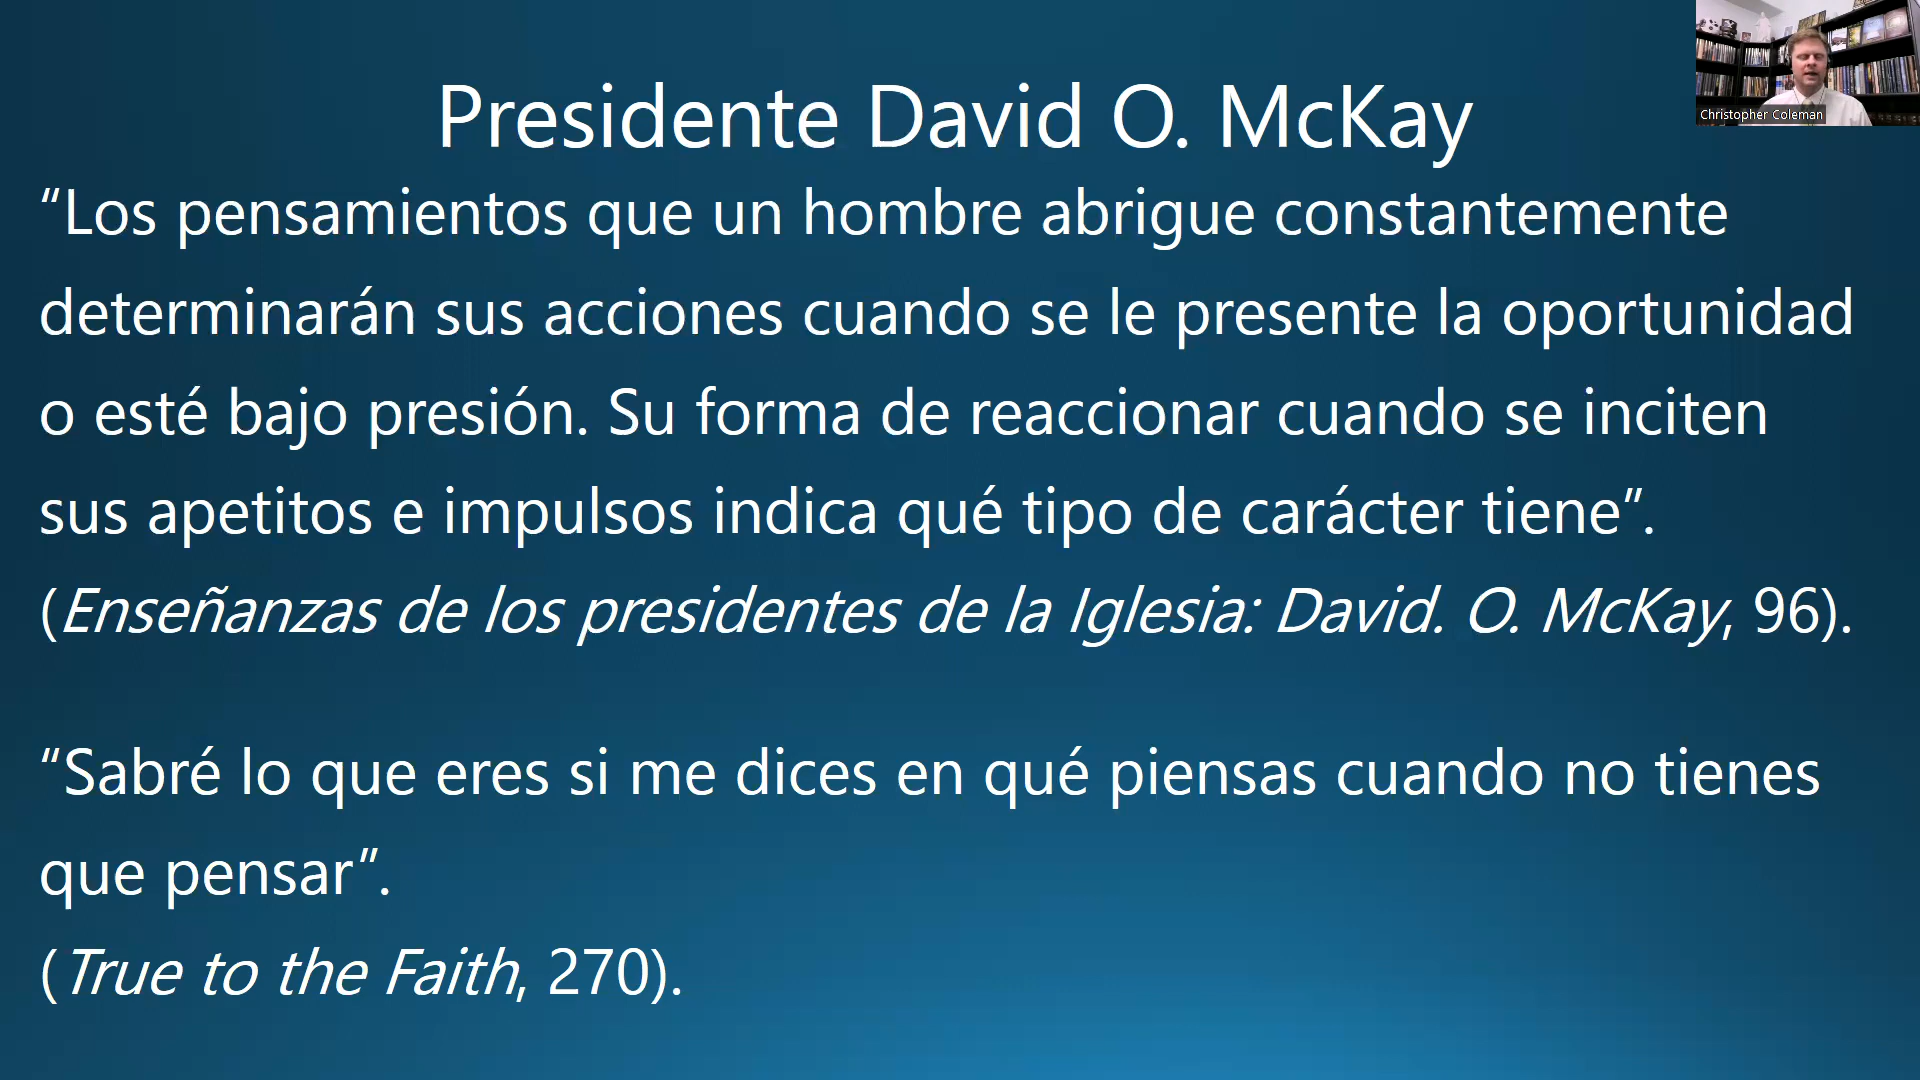 Presidente David O. McKay
Christopher Coleman
“Los pensamientos que un hombre abrigue constantemente
determinarán sus acciones cuando se le presente la oportunidad
o esté bajo presión. Su forma de reaccionar cuando se inciten
sus apetitos e impulsos indica qué tipo de carácter tiene”.
(Enseñanzas de los presidentes de la Iglesia: David. O. McKay, 96).
“Sabré lo que eres si me dices en qué piensas cuando no tienes
que pensar”.
(True to the Faith, 270).